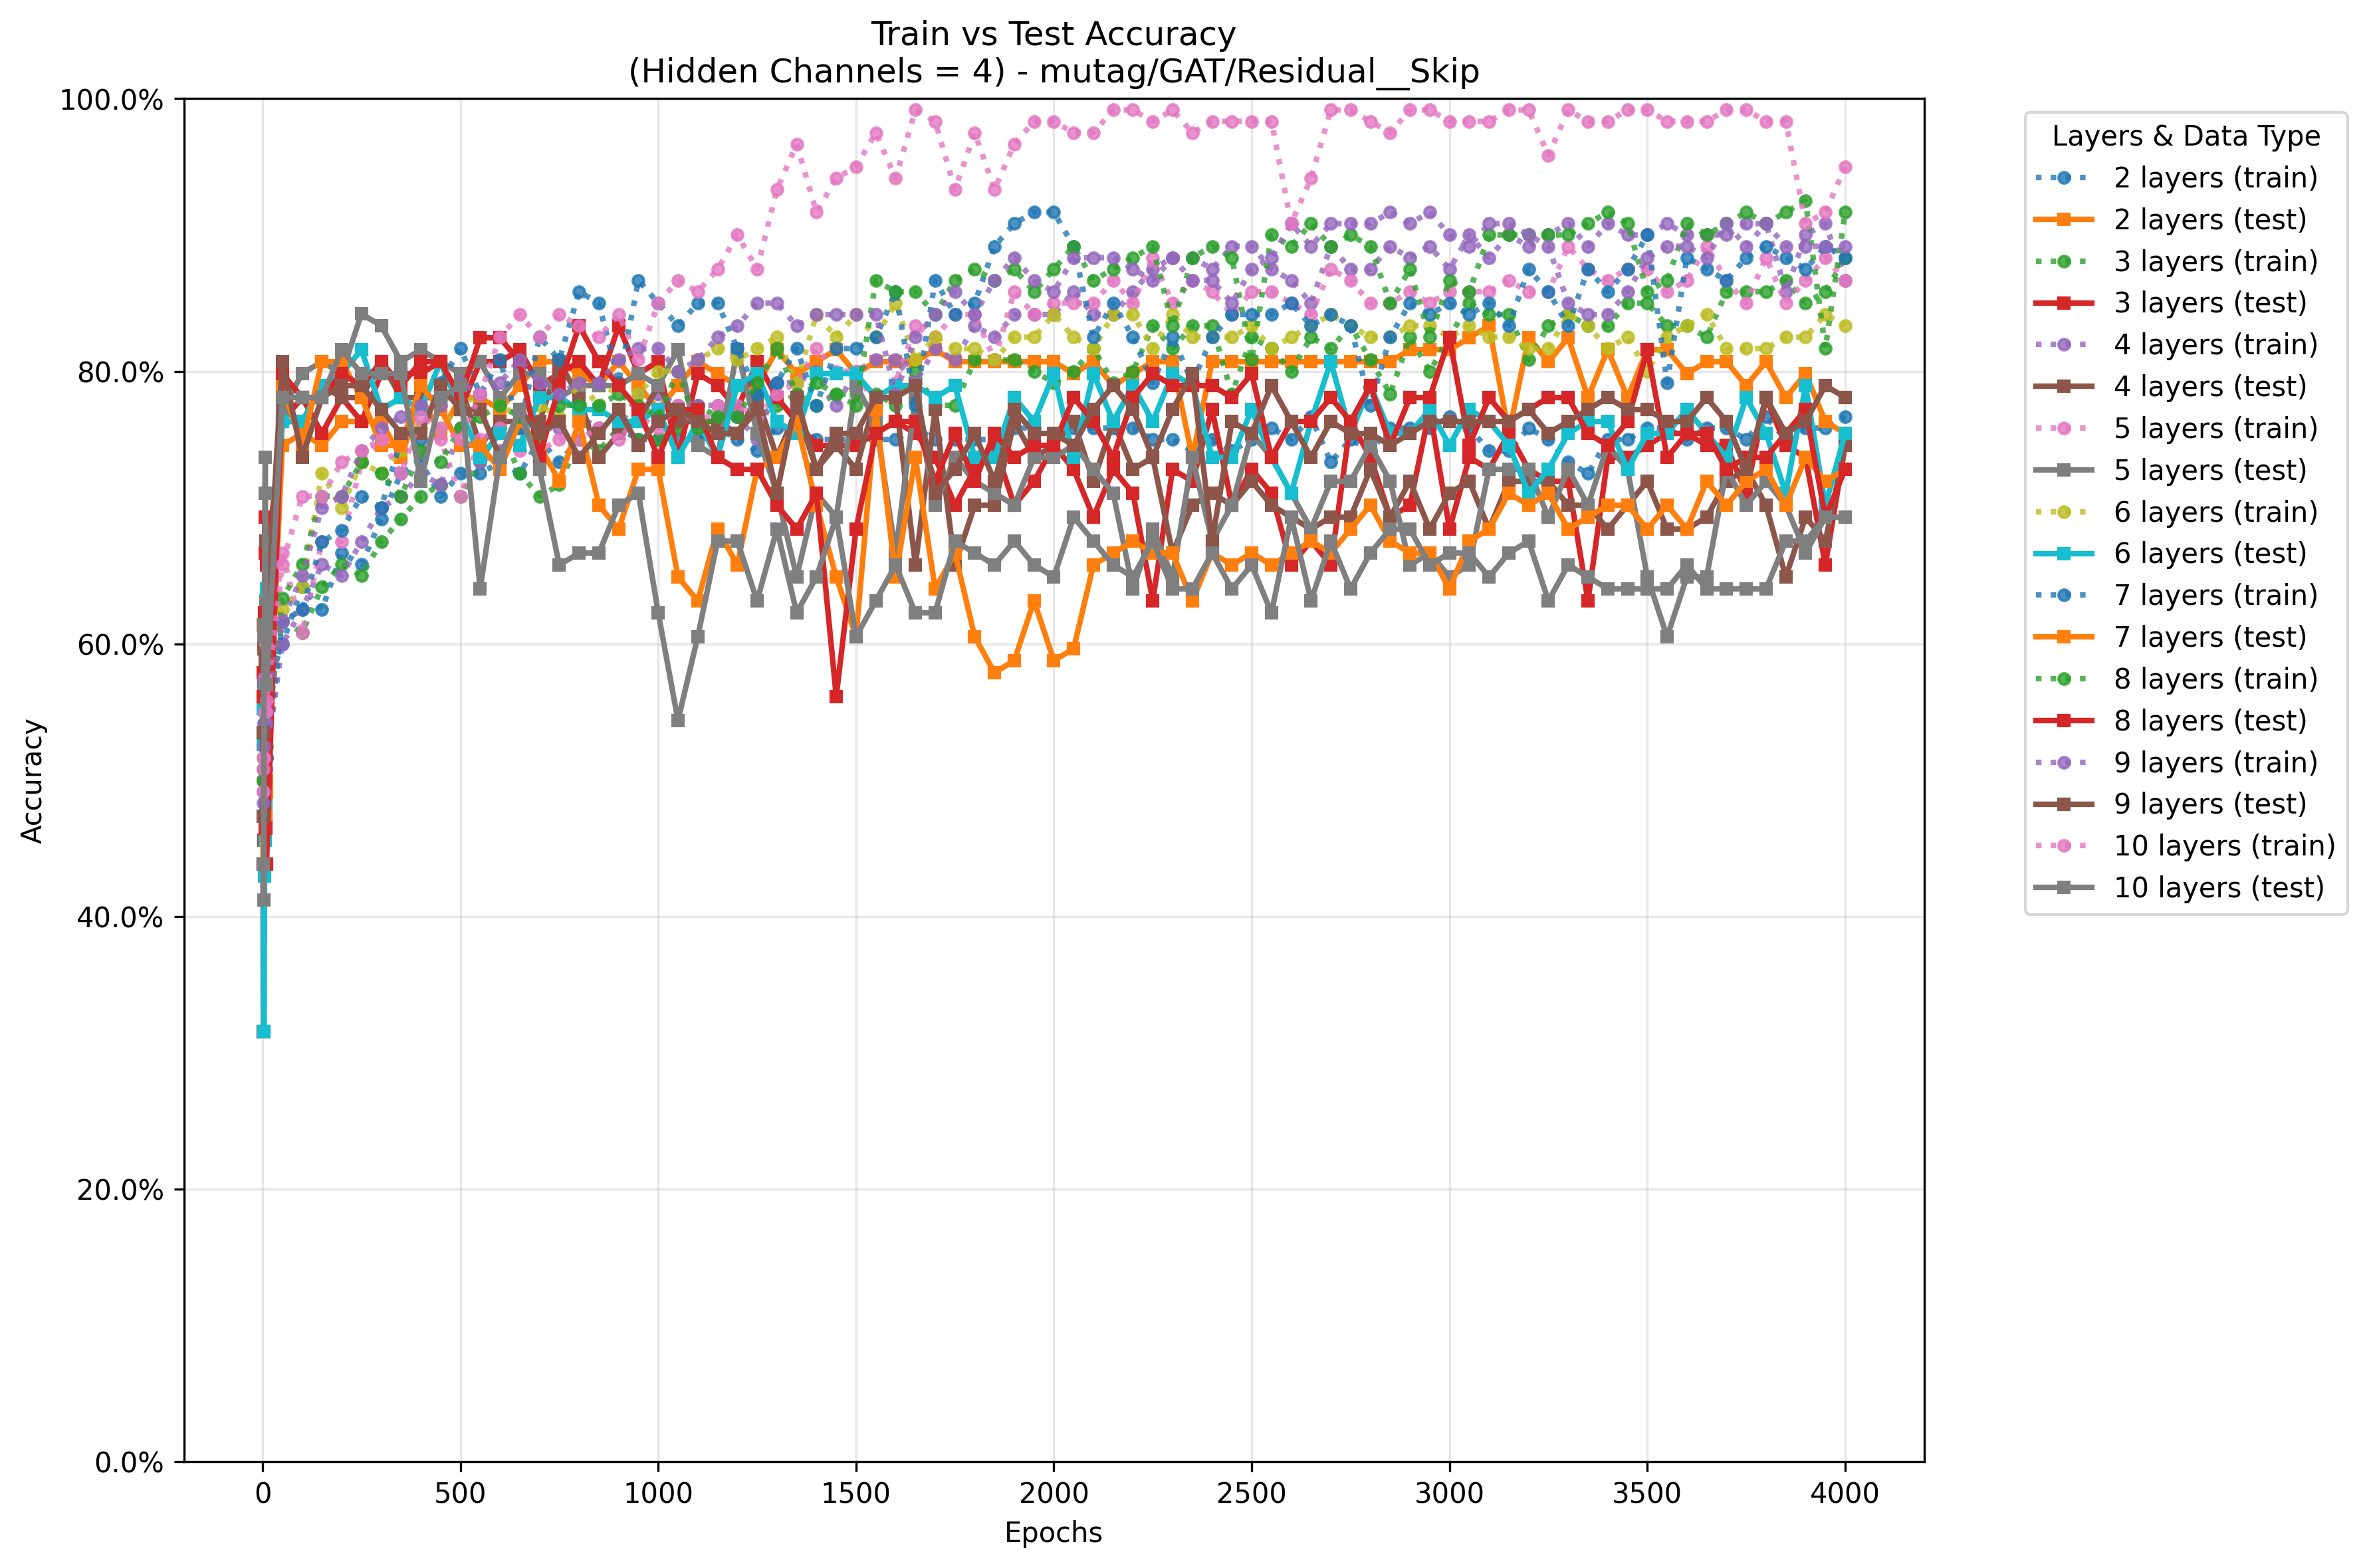 Train vs Test Accuracy
(Hidden Channels = 4) - mutag/GAT/Residual__Skip
100.0%
80.0%
60.0%
40.0%
20.0%
0.0%
Accuracy
0
500
1000
1500
2000
2500
3000
3500
4000
Epochs
Layers & Data Type
2 layers (train)
2 layers (test)
3 layers (train)
3 layers (test)
4 layers (train)
4 layers (test)
5 layers (train)
5 layers (test)
6 layers (train)
6 layers (test)
7 layers (train)
7 layers (test)
8 layers (train)
8 layers (test)
9 layers (train)
9 layers (test)
10 layers (train)
10 layers (test)